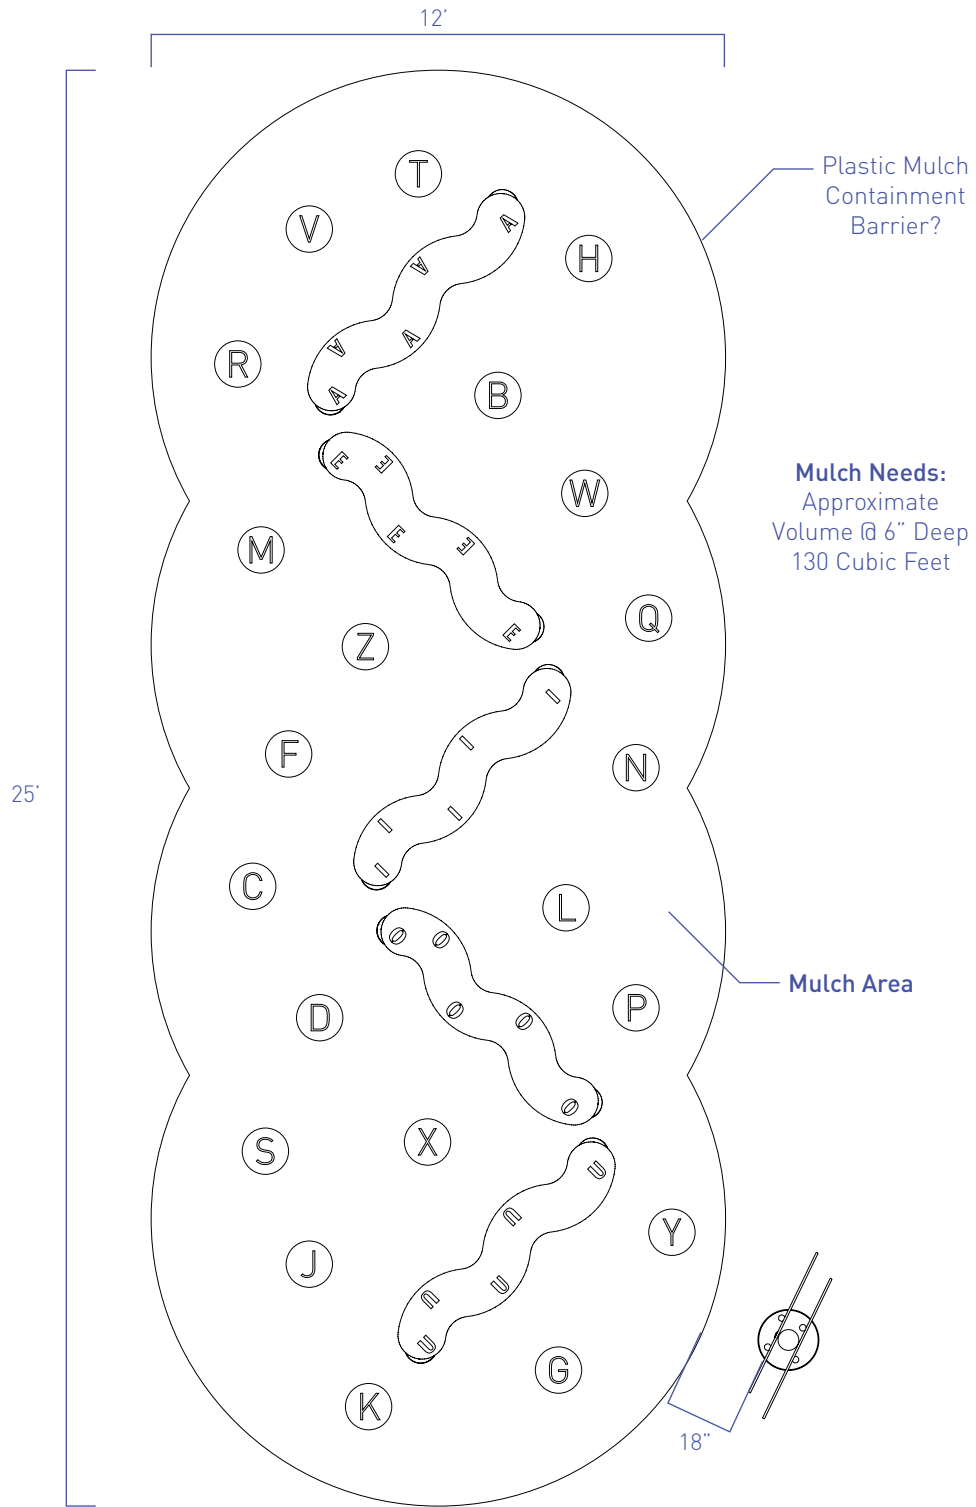 12’
Plastic Mulch
Containment
Barrier?
T
V
A
H
A
A
A
R
A
B
E
E
Mulch Needs:
Approximate
Volume @ 6” Deep
130 Cubic Feet
W
E
E
M
E
Q
Z
I
I
F
N
25’
I
I
I
C
L
O
O
Mulch Area
P
O
D
O
O
X
S
U
U
Y
J
U
U
U
G
K
18”